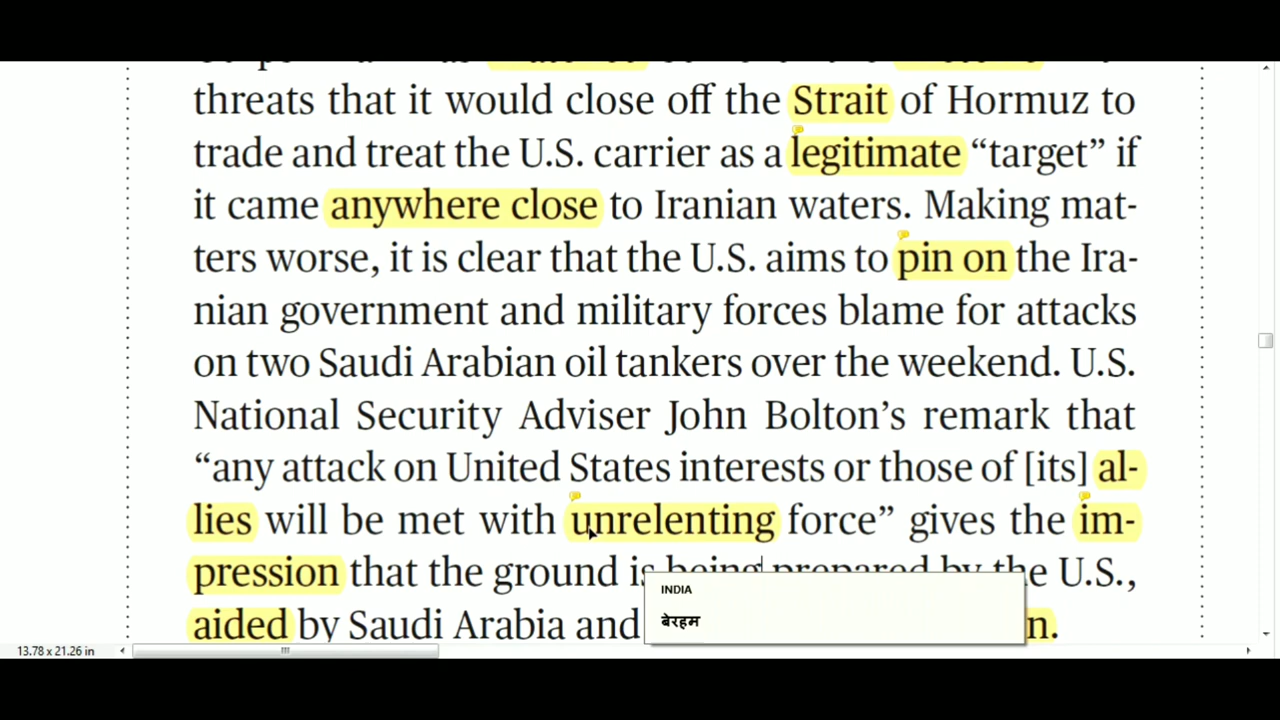 threats that it would close off the Strait of Hormuz to
trade and treat the U.S. carrier as a legitimate “target” if
it came anywhere close to Iranian waters. Making mat-
ters worse, it is clear that the U.S. aims to pin on the Ira-
nian government and military forces blame for attacks
on two Saudi Arabian oil tankers over the weekend. U.S.
National Security Adviser John Bolton’s remark that
“any attack on United States interests or those of [its] al-
lies will be met with unrelenting force” gives the im-
pression that the ground is being prepared by the U.S.,
aided by Saudi Arabia and
INDIA
बेरहम
13.78 x 21.26 in